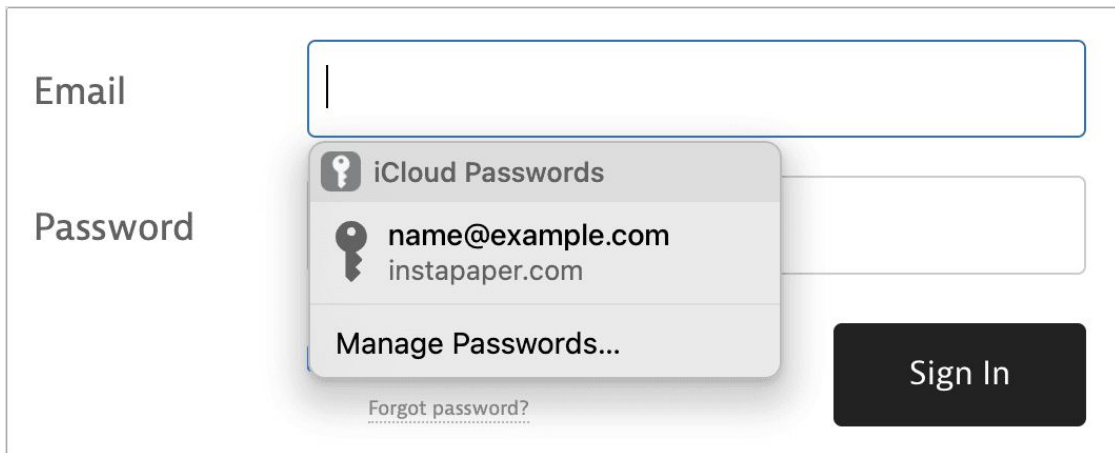 Email
iCloud Passwords
Password
name@example.com
instapaper.com
Manage Passwords...
Sign In
Forgot password?